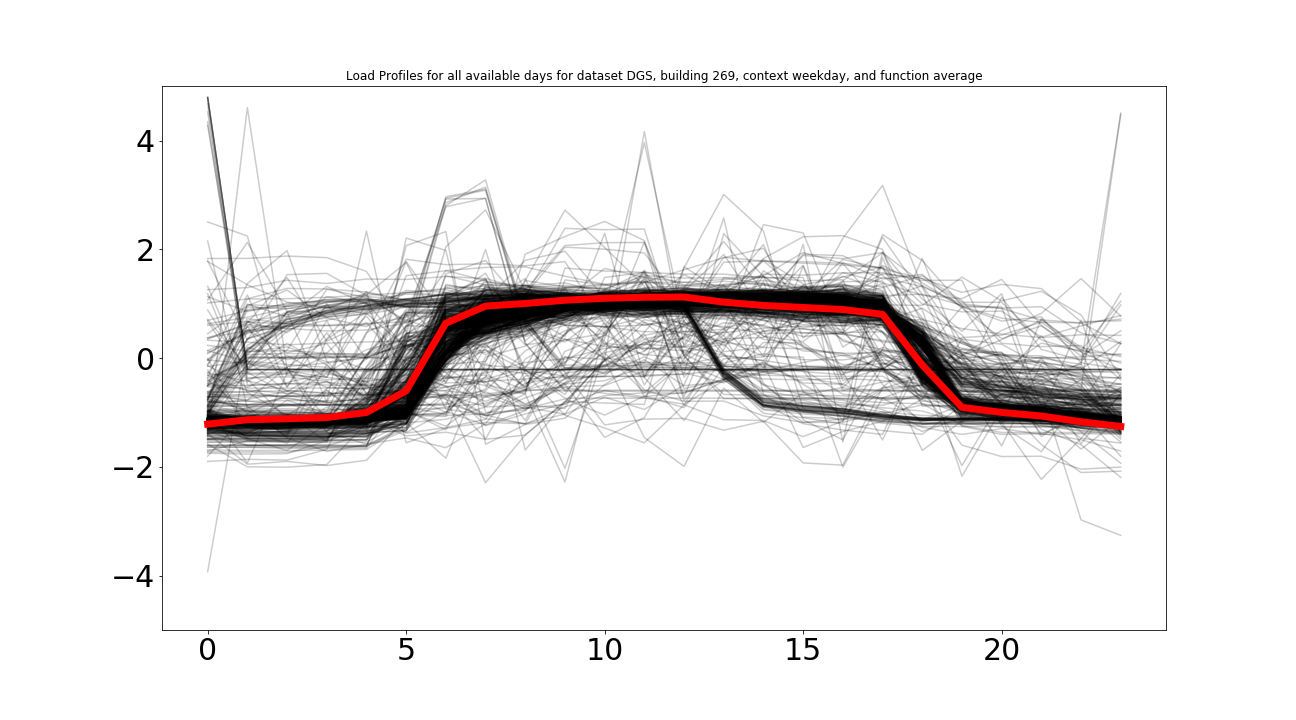 Load Profiles for all available days for dataset DGS, building 269, context weekday, and function average
4
2
0
−2
−4
0 5 10 15 20